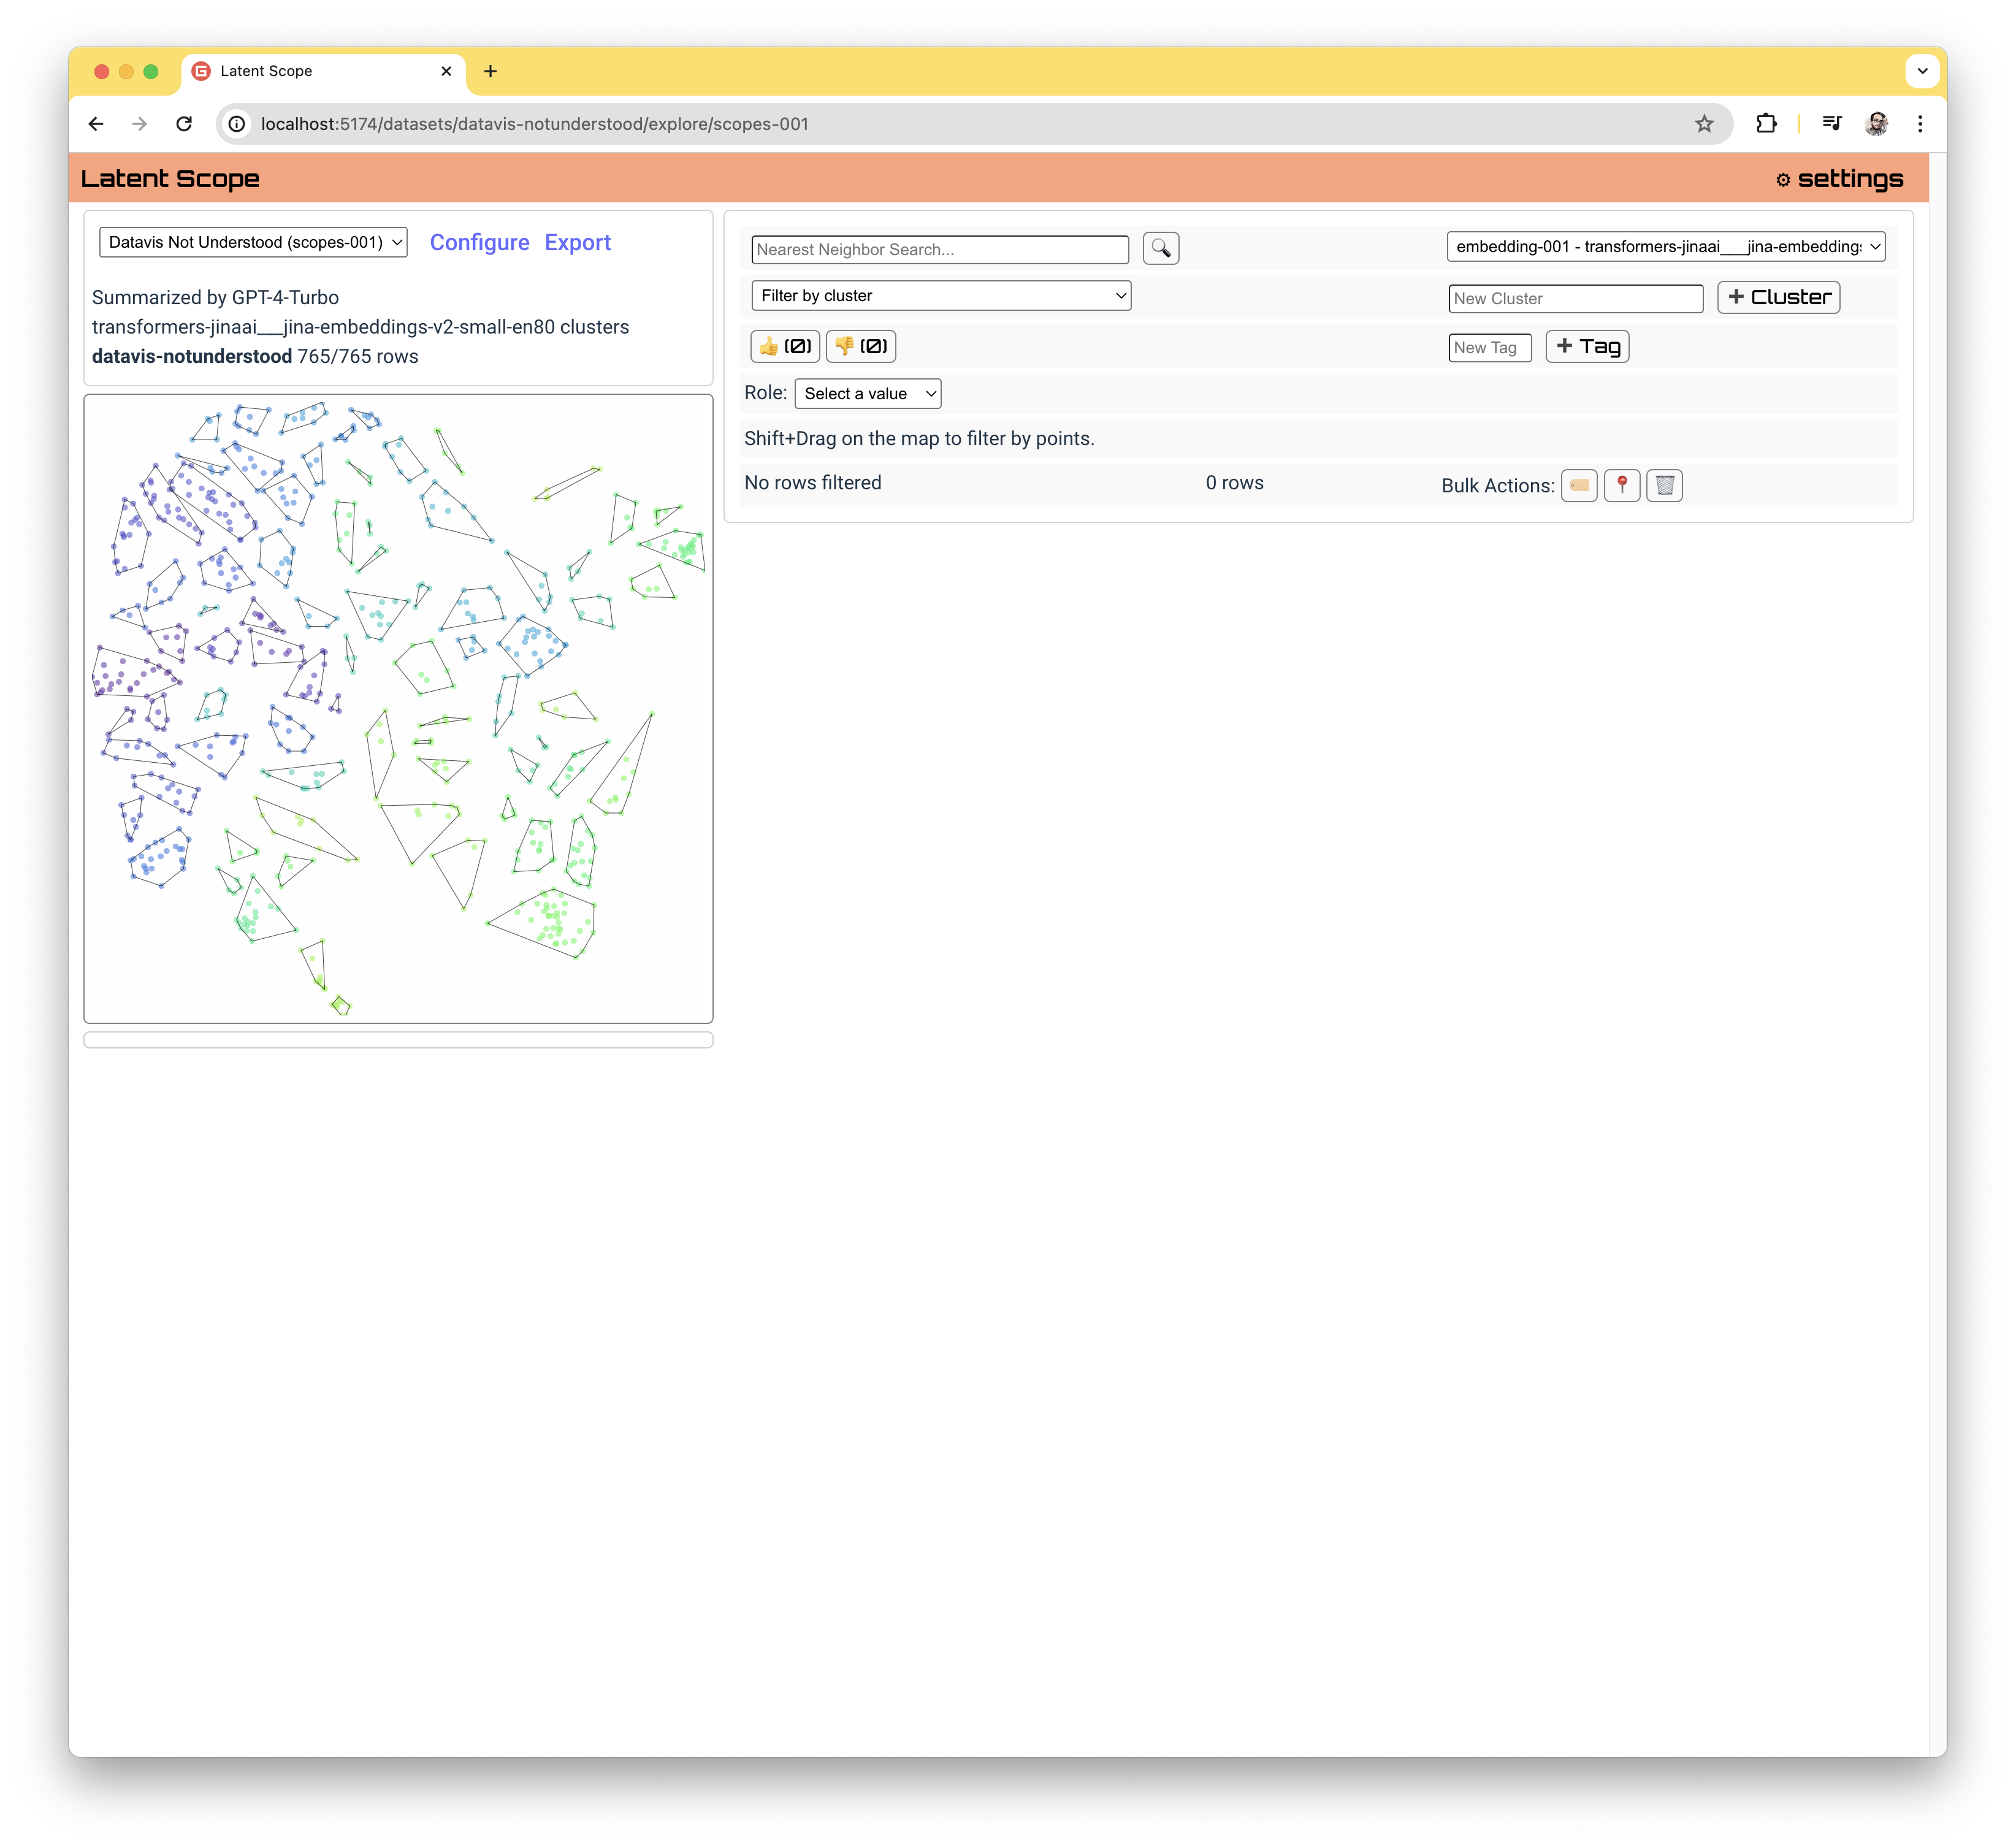 Latent Scope
localhost:5174/datasets/datavis-notunderstood/explore/scopes-001
Latent Scope
⚙ settings
Datavis Not Understood (scopes-001)
Configure Export
Summarized by GPT-4-Turbo
transformers-jinaai___jina-embeddings-v2-small-en80 clusters
datavis-notunderstood 765/765 rows
Nearest Neighbor Search...
embedding-001 - transformers-jinaai___jina-embeddings
Filter by cluster
New Cluster
➕ Cluster
👍 (0) 👎 (0)
New Tag
➕ Tag
Role: Select a value
Shift+Drag on the map to filter by points.
No rows filtered
0 rows
Bulk Actions: